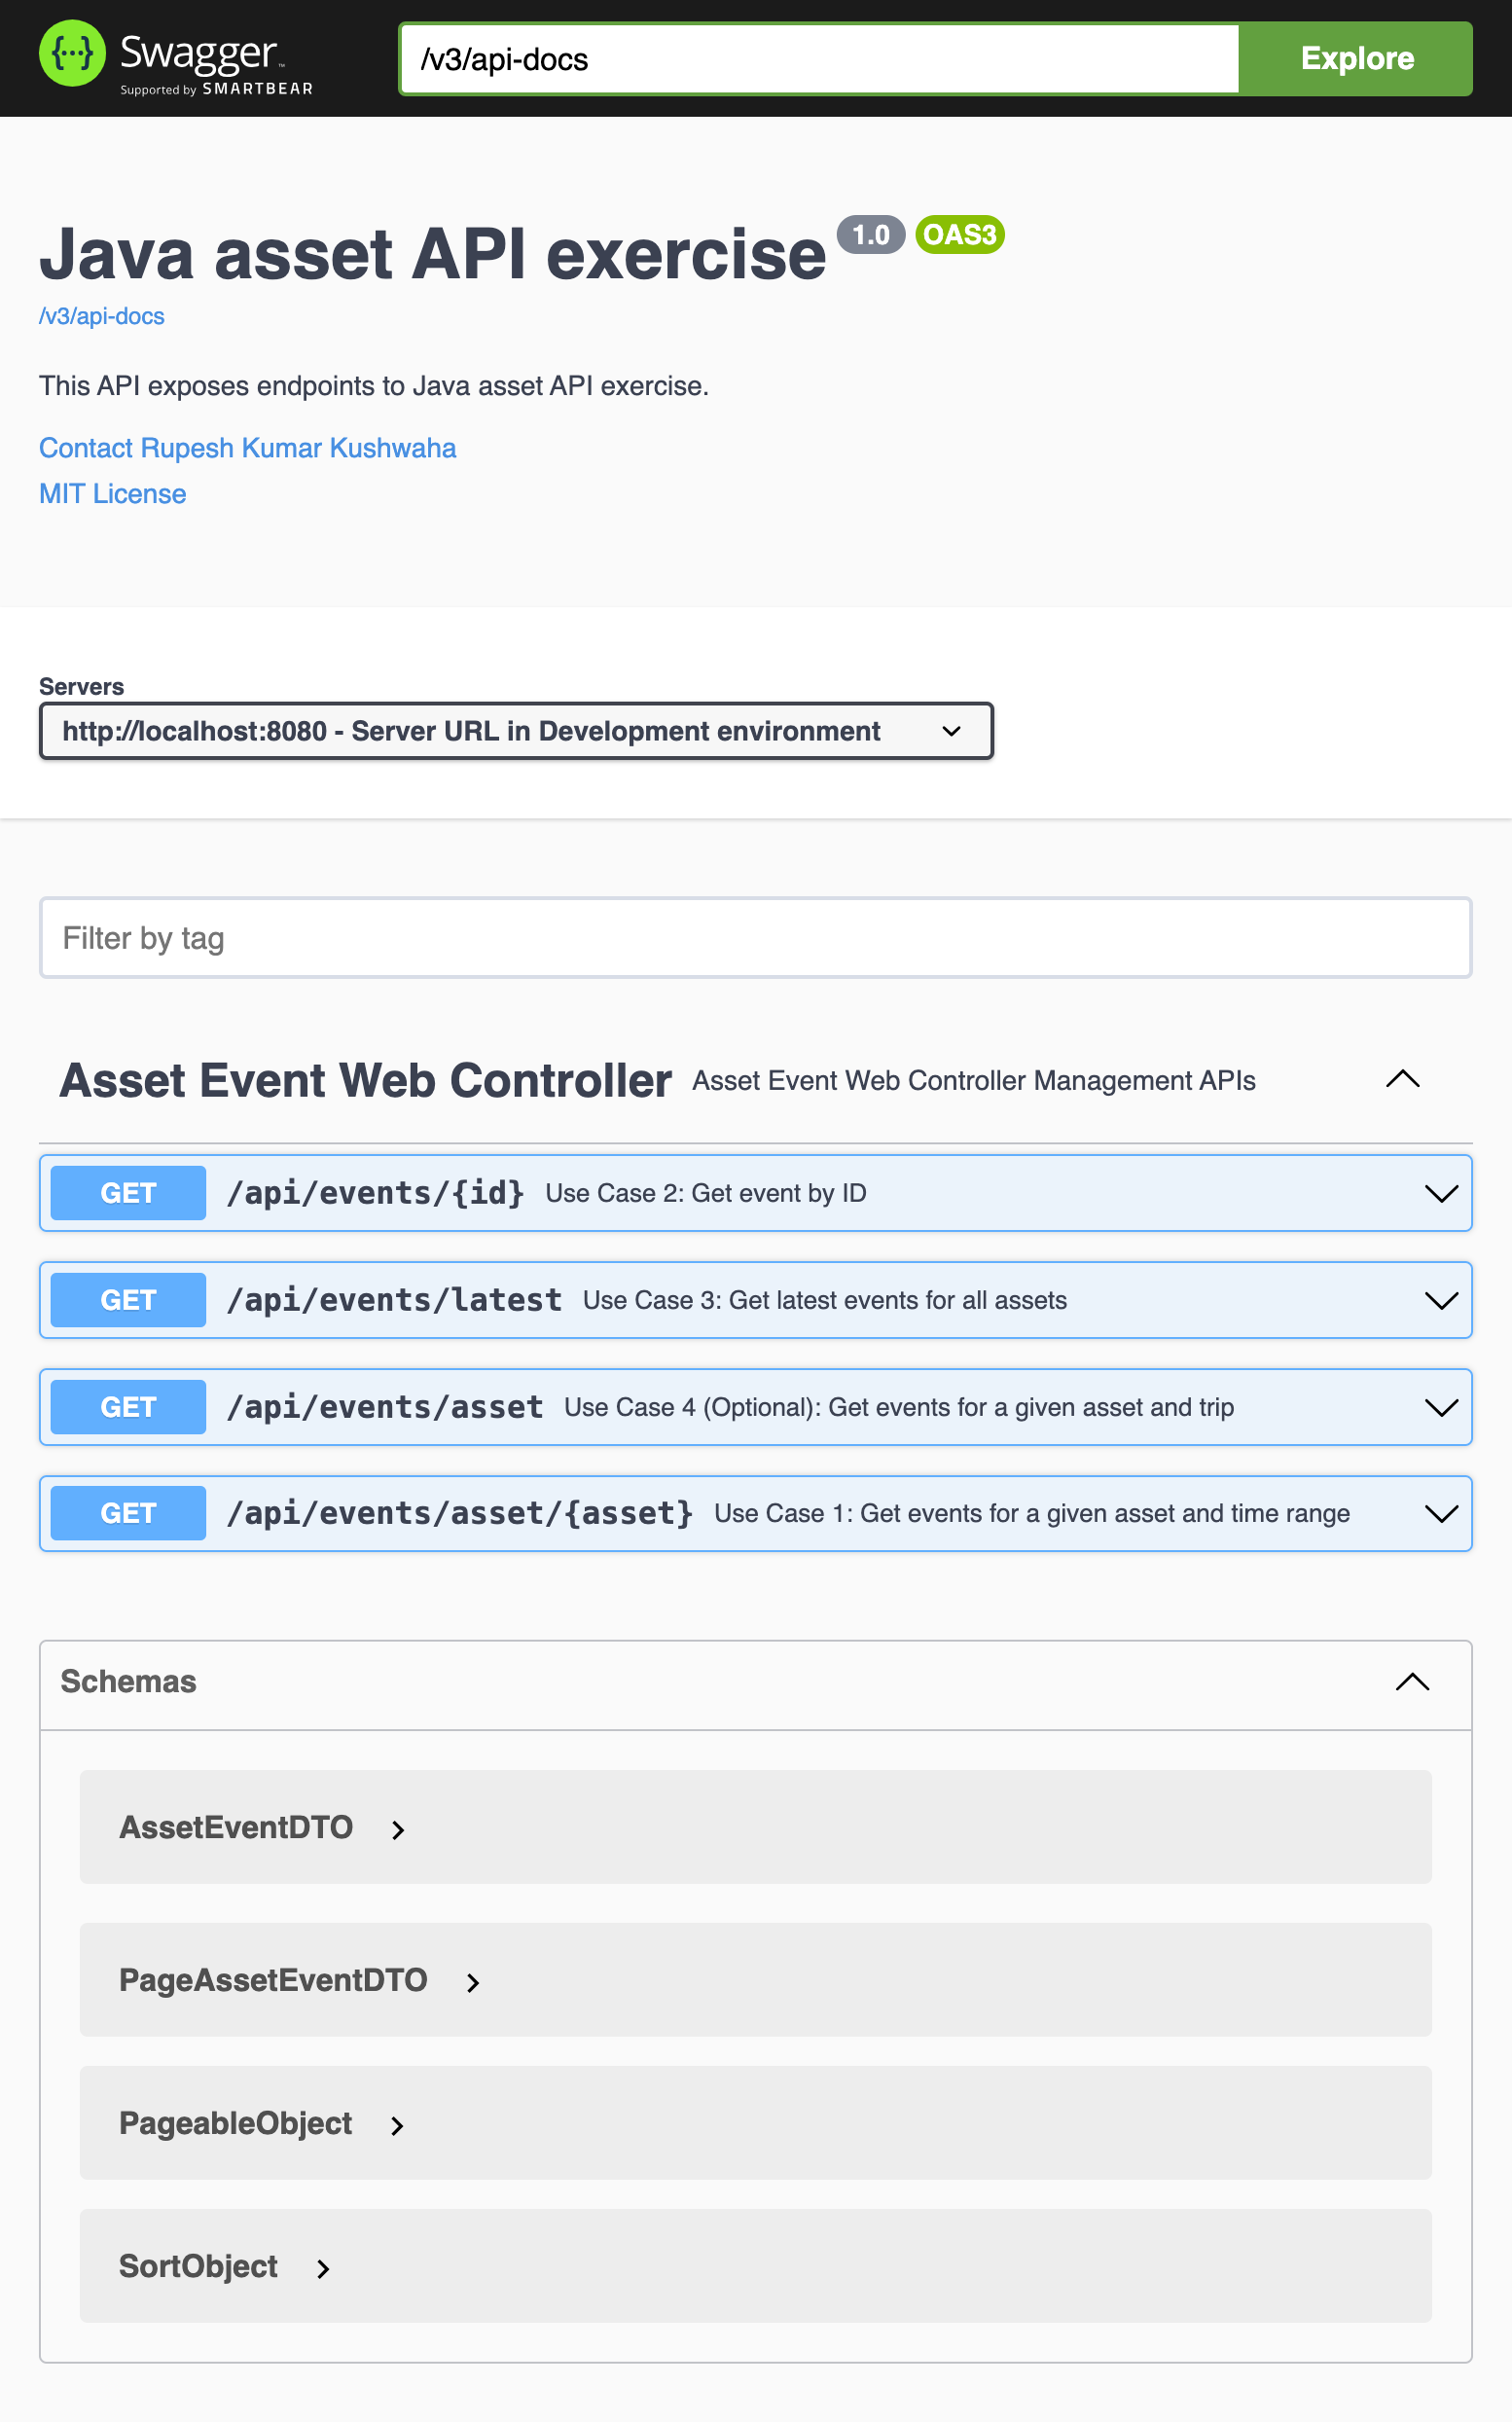 {...} Swagger™
Supported by SMARTBEAR
/v3/api-docs
Explore
Java asset API exercise 1.0 OAS3
/v3/api-docs
This API exposes endpoints to Java asset API exercise.
Contact Rupesh Kumar Kushwaha
MIT License
Servers
http://localhost:8080 - Server URL in Development environment
Filter by tag
Asset Event Web Controller Asset Event Web Controller Management APIs
GET /api/events/{id} Use Case 2: Get event by ID
GET /api/events/latest Use Case 3: Get latest events for all assets
GET /api/events/asset Use Case 4 (Optional): Get events for a given asset and trip
GET /api/events/asset/{asset} Use Case 1: Get events for a given asset and time range
Schemas
AssetEventDTO
PageAssetEventDTO
PageableObject
SortObject